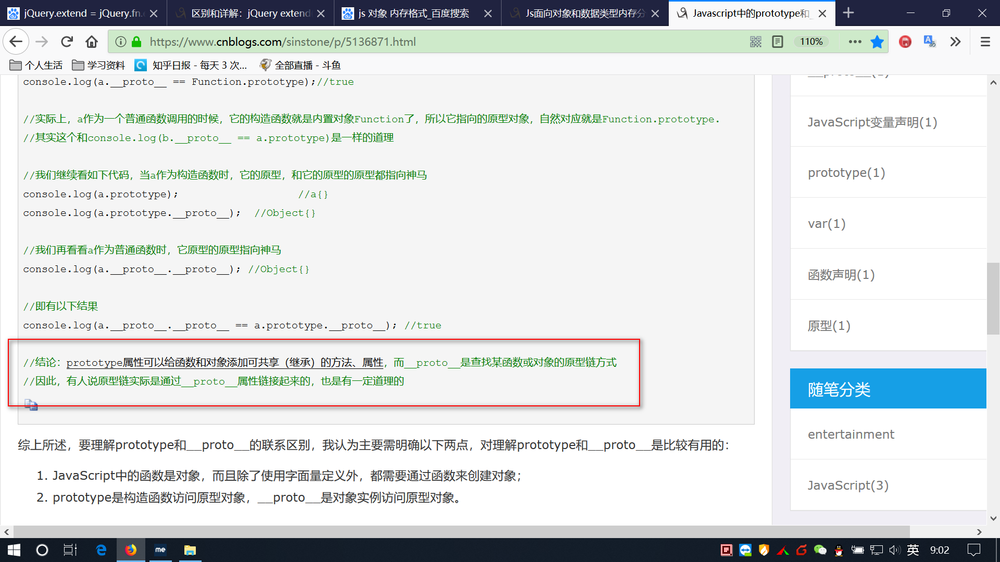 jQuery.extend = jQuery.fn.e
区别和详解：jQuery extend
js 对象 内存格式_百度搜索
Js面向对象和数据类型内存分
Javascript中的prototype和_
https://www.cnblogs.com/sinstone/p/5136871.html
110%
个人生活
学习资料
知乎日报 - 每天 3 次...
全部直播 - 斗鱼
console.log(a.__proto__ == Function.prototype);//true
//实际上，a作为一个普通函数调用的时候，它的构造函数就是内置对象Function了，所以它指向的原型对象，自然对应就是Function.prototype.
//其实这个和console.log(b.__proto__ == a.prototype)是一样的道理
//我们继续看如下代码，当a作为构造函数时，它的原型，和它的原型的原型都指向神马
console.log(a.prototype); //a{}
console.log(a.prototype.__proto__); //Object{}
//我们再看看a作为普通函数时，它原型的原型指向神马
console.log(a.__proto__.__proto__); //Object{}
//即有以下结果
console.log(a.__proto__.__proto__ == a.prototype.__proto__); //true
//结论：prototype属性可以给函数和对象添加可共享（继承）的方法、属性，而__proto__是查找某函数或对象的原型链方式
//因此，有人说原型链实际是通过__proto__属性链接起来的，也是有一定道理的
综上所述，要理解prototype和__proto__的联系区别，我认为主要需明确以下两点，对理解prototype和__proto__是比较有用的：
1. JavaScript中的函数是对象，而且除了使用字面量定义外，都需要通过函数来创建对象；
2. prototype是构造函数访问原型对象，__proto__是对象实例访问原型对象。
__proto__(1)
JavaScript变量声明(1)
prototype(1)
var(1)
函数声明(1)
原型(1)
随笔分类
entertainment
JavaScript(3)
me
英
9:02